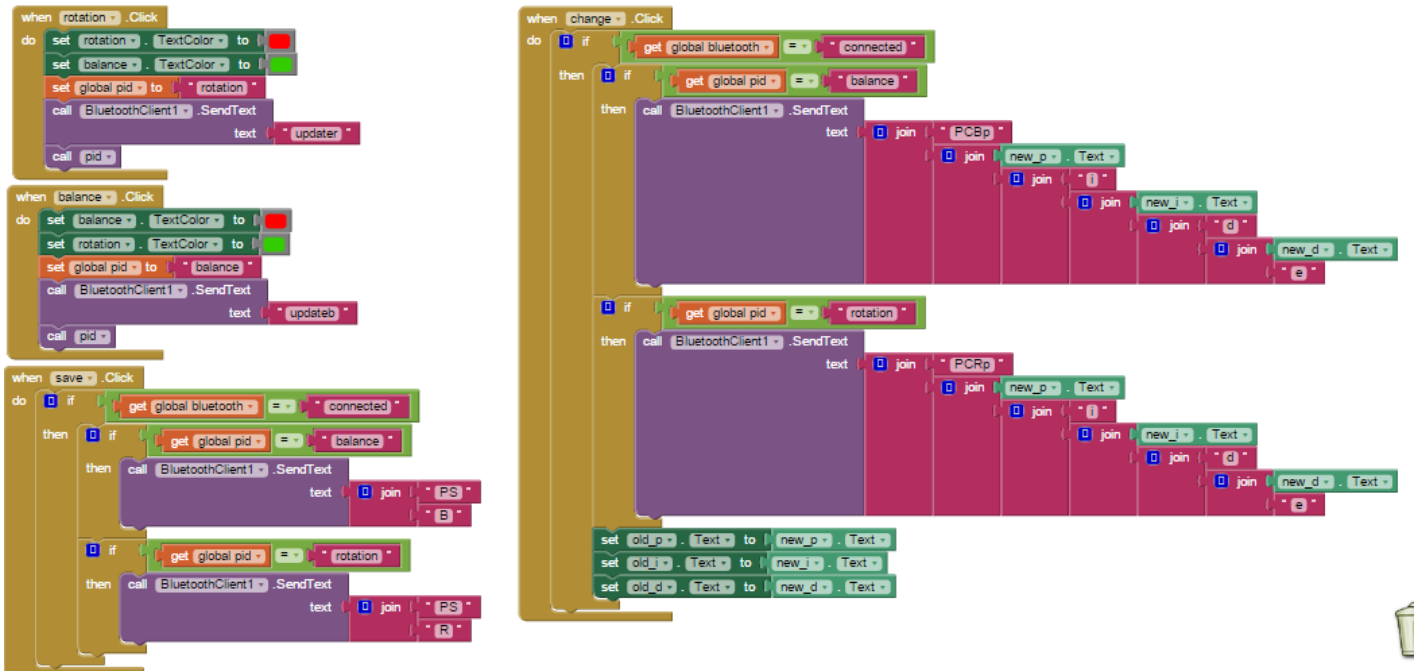 when rotation .Click
do set rotation . TextColor to
set balance . TextColor to
set global pid to " rotation "
call BluetoothClient1 .SendText
text " updater "
call pid
when balance .Click
do set balance . TextColor to
set rotation . TextColor to
set global pid to " balance "
call BluetoothClient1 .SendText
text " updateb "
call pid
when save .Click
do if get global bluetooth = " connected "
then if get global pid = " balance "
then call BluetoothClient1 .SendText
text join " PS "
" B "
if get global pid = " rotation "
then call BluetoothClient1 .SendText
text join " PS "
" R "
when change .Click
do if get global bluetooth = " connected "
then if get global pid = " balance "
then call BluetoothClient1 .SendText
text join " PCBp "
join new_p . Text
join " i "
join new_i . Text
join " d "
join new_d . Text
" e "
if get global pid = " rotation "
then call BluetoothClient1 .SendText
text join " PCRp "
join new_p . Text
join " i "
join new_i . Text
join " d "
join new_d . Text
" e "
set old_p . Text to new_p . Text
set old_i . Text to new_i . Text
set old_d . Text to new_d . Text